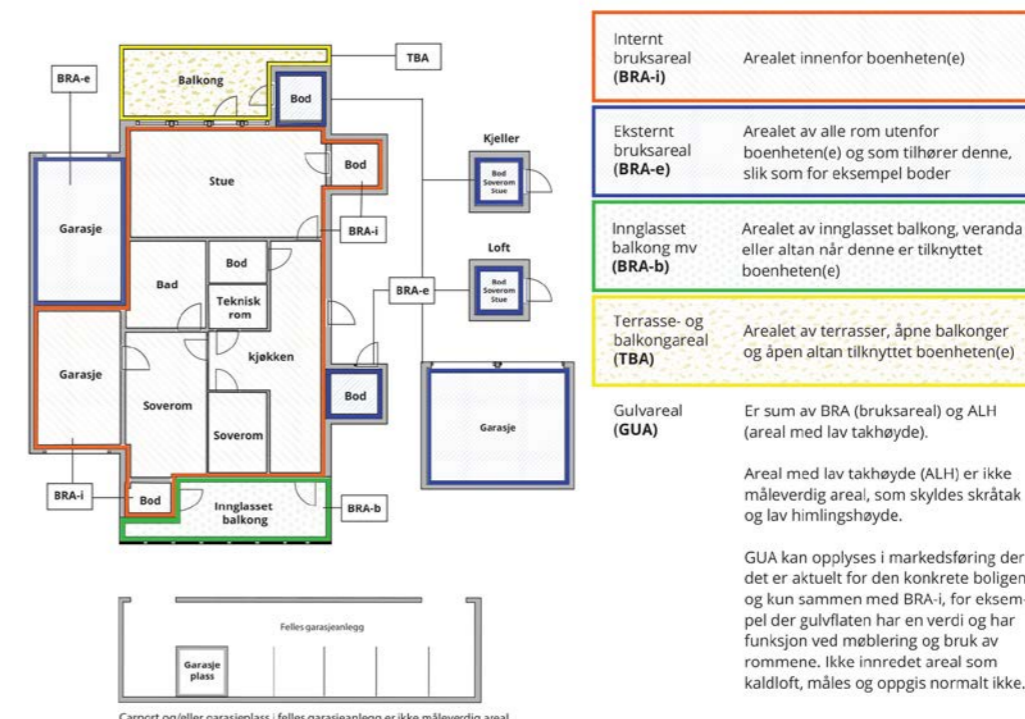 TBA
BRA-e
Balkong
Bod
Kjeller
Bod
Soverom
Stue
Bod
Stue
Garasje
BRA-i
Loft
Bod
Bad
Bod
Soverom
Stue
BRA-e
Teknisk
rom
kjøkken
Garasje
Bod
Soverom
Soverom
Garasje
BRA-i
Bod
Innglasset
balkong
BRA-b
Felles garasjeanlegg
Garasje
plass
Carport og/eller garasjeplass i felles garasjeanlegg er ikke måleverdig areal
Internt
bruksareal
(BRA-i)
Arealet innenfor boenheten(e)
Eksternt
bruksareal
(BRA-e)
Arealet av alle rom utenfor
boenheten(e) og som tilhører denne,
slik som for eksempel boder
Innglasset
balkong mv
(BRA-b)
Arealet av innglasset balkong, veranda
eller altan når denne er tilknyttet
boenheten(e)
Terrasse- og
balkongareal
(TBA)
Arealet av terrasser, åpne balkonger
og åpen altan tilknyttet boenheten(e)
Gulvareal
(GUA)
Er sum av BRA (bruksareal) og ALH
(areal med lav takhøyde).
Areal med lav takhøyde (ALH) er ikke
måleverdig areal, som skyldes skråtak
og lav himlingshøyde.
GUA kan opplyses i markedsføring der
det er aktuelt for den konkrete boligen
og kun sammen med BRA-i, for eksem-
pel der gulvflaten har en verdi og har
funksjon ved møblering og bruk av
rommene. Ikke innredet areal som
kaldloft, måles og oppgis normalt ikke.